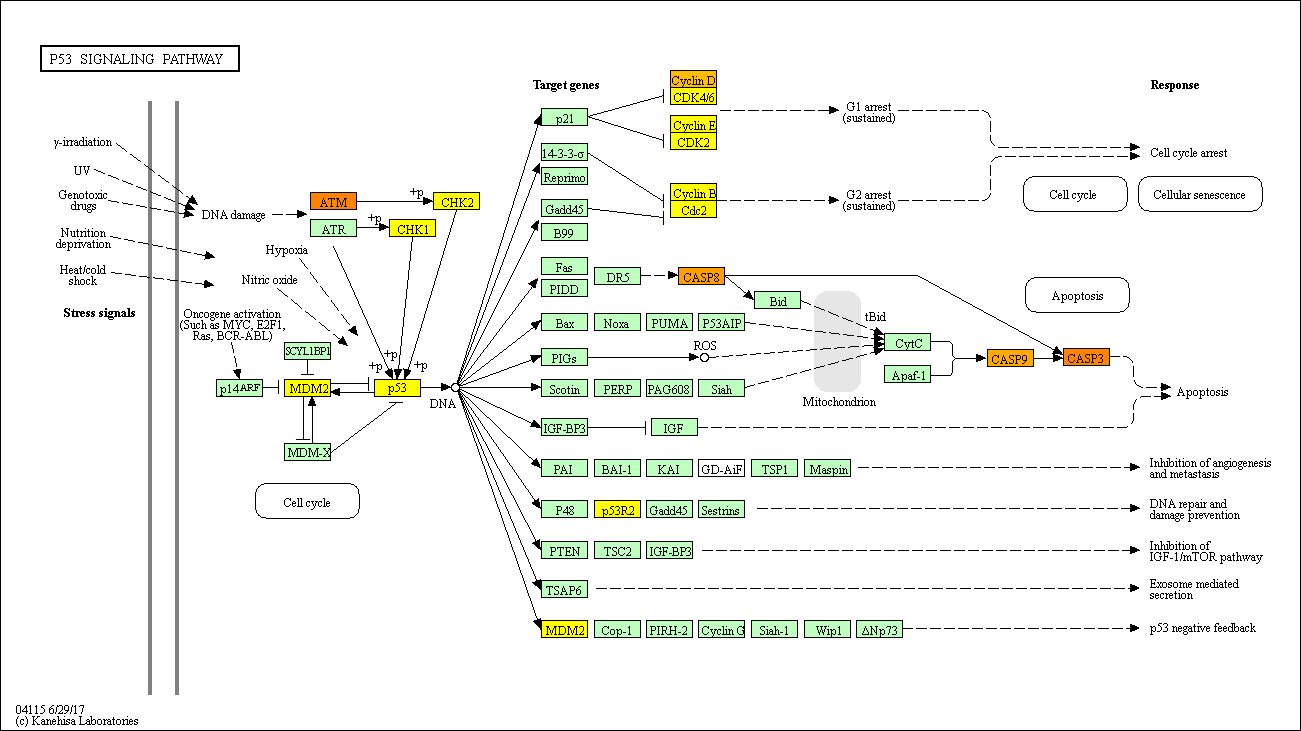 P53 SIGNALING PATHWAY
Target genes
Response
Cyclin D
CDK4/6
p21
G1 arrest
(sustained)
Cyclin E
CDK2
γ-irradiation
UV
Genotoxic
drugs
Nutrition
deprivation
Heat/cold
shock
Stress signals
DNA damage
ATM
+p
CHK2
ATR
+p
CHK1
Hypoxia
Nitric oxide
Oncogene activation
(Such as MYC, E2F1,
Ras, BCR-ABL)
SCYL1BP1
+p
+p
+p
p14ARF
MDM2
p53
DNA
MDM-X
Cell cycle
14-3-3-σ
Reprimo
Gadd45
B99
Cyclin B
Cdc2
G2 arrest
(sustained)
Cell cycle arrest
Cell cycle
Cellular senescence
Fas
PIDD
DR5
CASP8
Bid
tBid
Apoptosis
Bax
Noxa
PUMA
P53AIP
PIGs
ROS
CytC
Apaf-1
CASP9
CASP3
Scotin
PERP
PAG608
Siah
Mitochondrion
Apoptosis
IGF-BP3
IGF
PAI
BAI-1
KAI
GD-AiF
TSP1
Maspin
Inhibition of angiogenesis
and metastasis
P48
p53R2
Gadd45
Sestrins
DNA repair and
damage prevention
PTEN
TSC2
IGF-BP3
Inhibition of
IGF-1/mTOR pathway
TSAP6
Exosome mediated
secretion
MDM2
Cop-1
PIRH-2
Cyclin G
Siah-1
Wip1
ΔNp73
p53 negative feedback
04115 6/29/17
(c) Kanehisa Laboratories